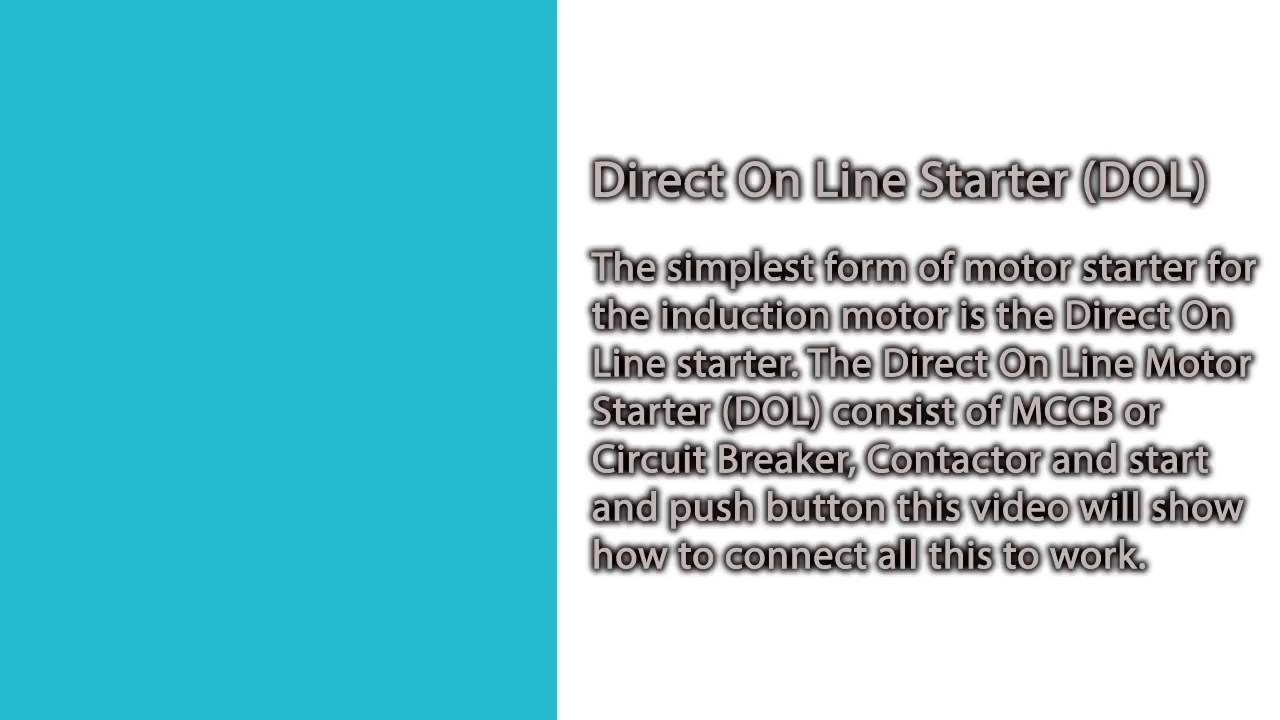 Direct On Line Starter (DOL)
The simplest form of motor starter for
the induction motor is the Direct On
Line starter. The Direct On Line Motor
Starter (DOL) consist of MCCB or
Circuit Breaker, Contactor and start
and push button this video will show
how to connect all this to work.